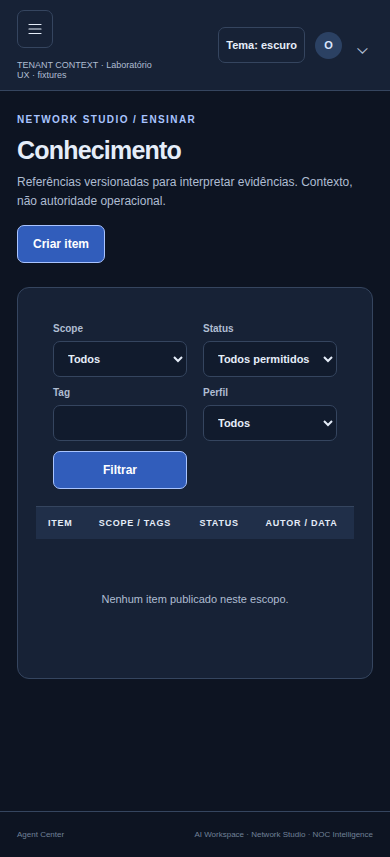 Tema: escuro
O
TENANT CONTEXT · Laboratório
UX · fixtures
NETWORK STUDIO / ENSINAR
Conhecimento
Referências versionadas para interpretar evidências. Contexto,
não autoridade operacional.
Criar item
Scope
Status
Todos
Todos permitidos
Tag
Perfil
Todos
Filtrar
ITEM SCOPE / TAGS STATUS AUTOR / DATA
Nenhum item publicado neste escopo.
Agent Center
AI Workspace · Network Studio · NOC Intelligence